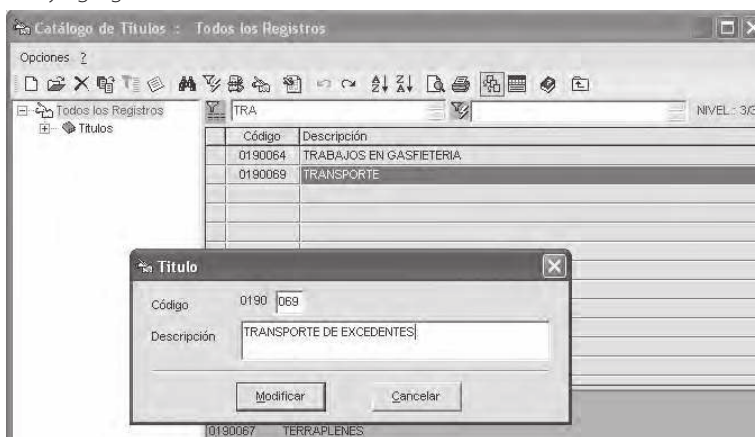 Catálogo de Títulos :: Todos los Registros
Opciones ?
Todos los Registros
Títulos
TRA
NIVEL: 3/3
Código Descripción
0190064 TRABAJOS EN GASFIETERIA
0190069 TRANSPORTE
Título
Código 0190 069
Descripción TRANSPORTE DE EXCEDENTES
Modificar Cancelar
0190067 TERRAPLENES